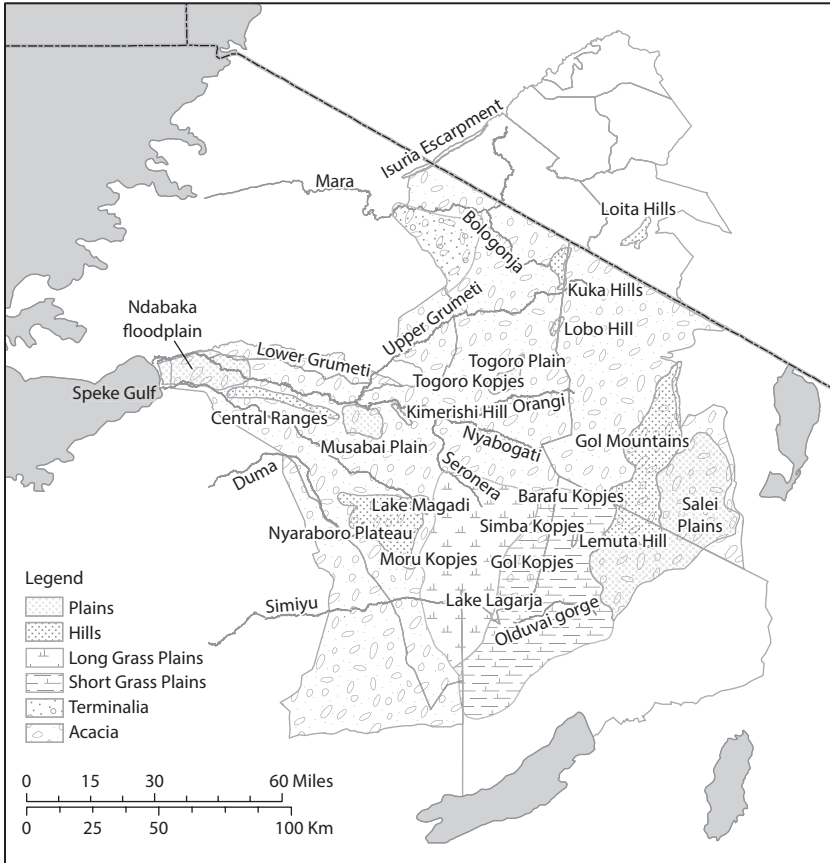 Isuria Escarpment
Mara
Loita Hills
Bologonja
Kuka Hills
Ndabaka
floodplain
Upper Grumeti
Lobo Hill
Lower Grumeti
Togoro Plain
Speke Gulf
Togoro Kopjes
Central Ranges
Kimerishi Hill
Orangi
Musabai Plain
Nyabogati
Gol Mountains
Duma
Seronera
Lake Magadi
Barafu Kopjes
Salei
Plains
Nyaraboro Plateau
Simba Kopjes
Lemuta Hill
Moru Kopjes
Gol Kopjes
Legend
Plains
Hills
Long Grass Plains
Short Grass Plains
Terminalia
Acacia
Simiyu
Lake Lagarja
Olduvai gorge
0 15 30 60 Miles
0 25 50 100 Km